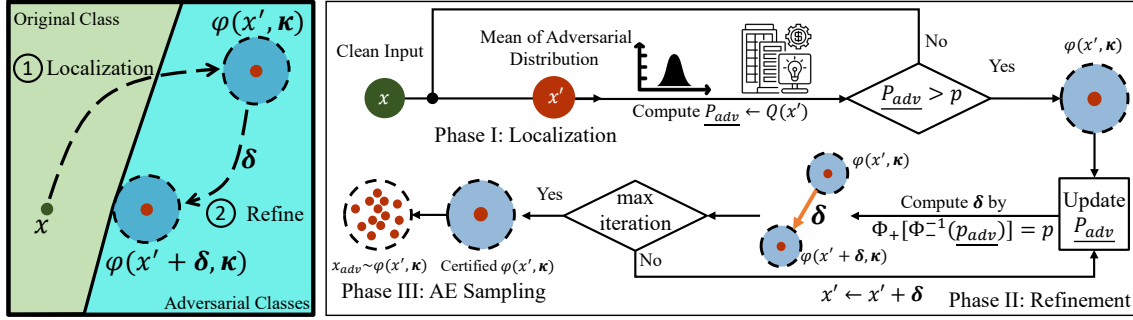 Original Class
φ(x′, κ)
① Localization
δ
② Refine
x
φ(x′ + δ, κ)
Adversarial Classes
Clean Input
x
Mean of Adversarial
Distribution
x′
Compute P_adv ← Q(x′)
Phase I: Localization
No
P_adv > p
Yes
φ(x′, κ)
Update
P_adv
Compute δ by
Φ₊[Φ₋⁻¹(p_adv)] = p
φ(x′, κ)
δ
φ(x′ + δ, κ)
max
iteration
Yes
No
x_adv~φ(x′, κ)
Certified φ(x′, κ)
Phase III: AE Sampling
x′ ← x′ + δ
Phase II: Refinement